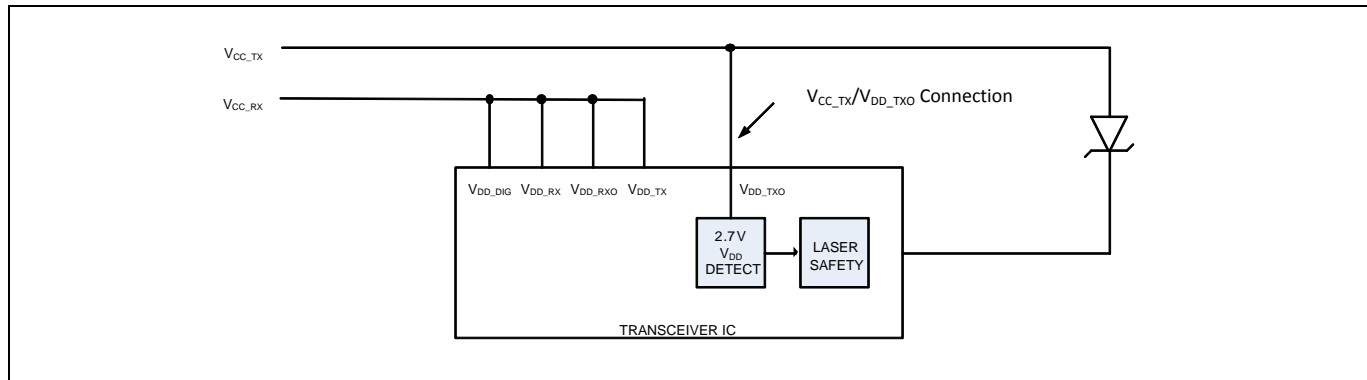 VCC_TX
VCC_RX
VCC_TX/VDD_TXO Connection
VDD_DIG VDD_RX VDD_RXO VDD_TX VDD_TXO
2.7V
VDD
DETECT
LASER
SAFETY
TRANSCEIVER IC